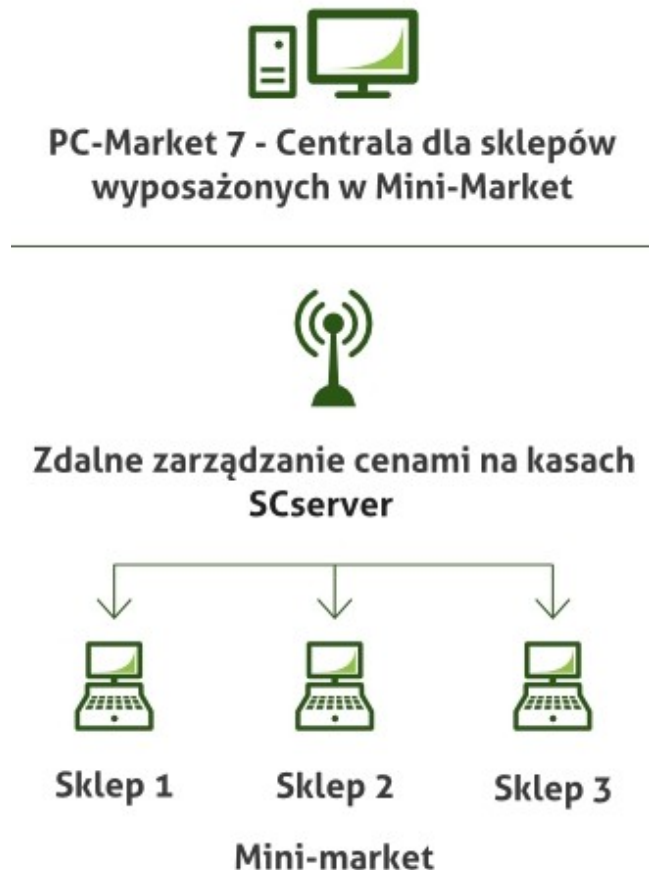 PC-Market 7 - Centrala dla sklepów
wyposażonych w Mini-Market
Zdalne zarządzanie cenami na kasach
SCserver
Sklep 1
Sklep 2
Sklep 3
Mini-market